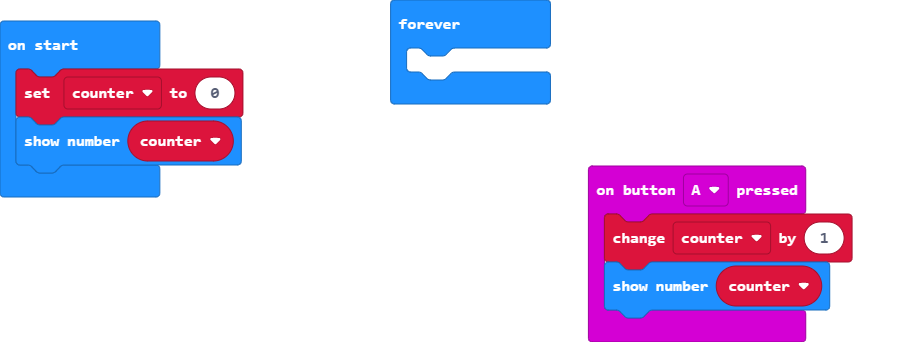 on start
set counter to 0
show number counter
forever
on button A pressed
change counter by 1
show number counter